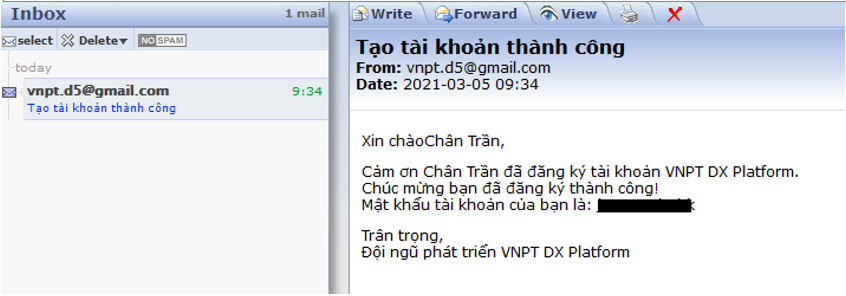 Inbox
1 mail
select Delete NO SPAM
today
vnpt.d5@gmail.com 9:34
Tạo tài khoản thành công
Write Forward View
Tạo tài khoản thành công
From: vnpt.d5@gmail.com
Date: 2021-03-05 09:34
Xin chàoChân Trần,
Cảm ơn Chân Trần đã đăng ký tài khoản VNPT DX Platform.
Chúc mừng bạn đã đăng ký thành công!
Mật khẩu tài khoản của bạn là:
Trân trọng,
Đội ngũ phát triển VNPT DX Platform